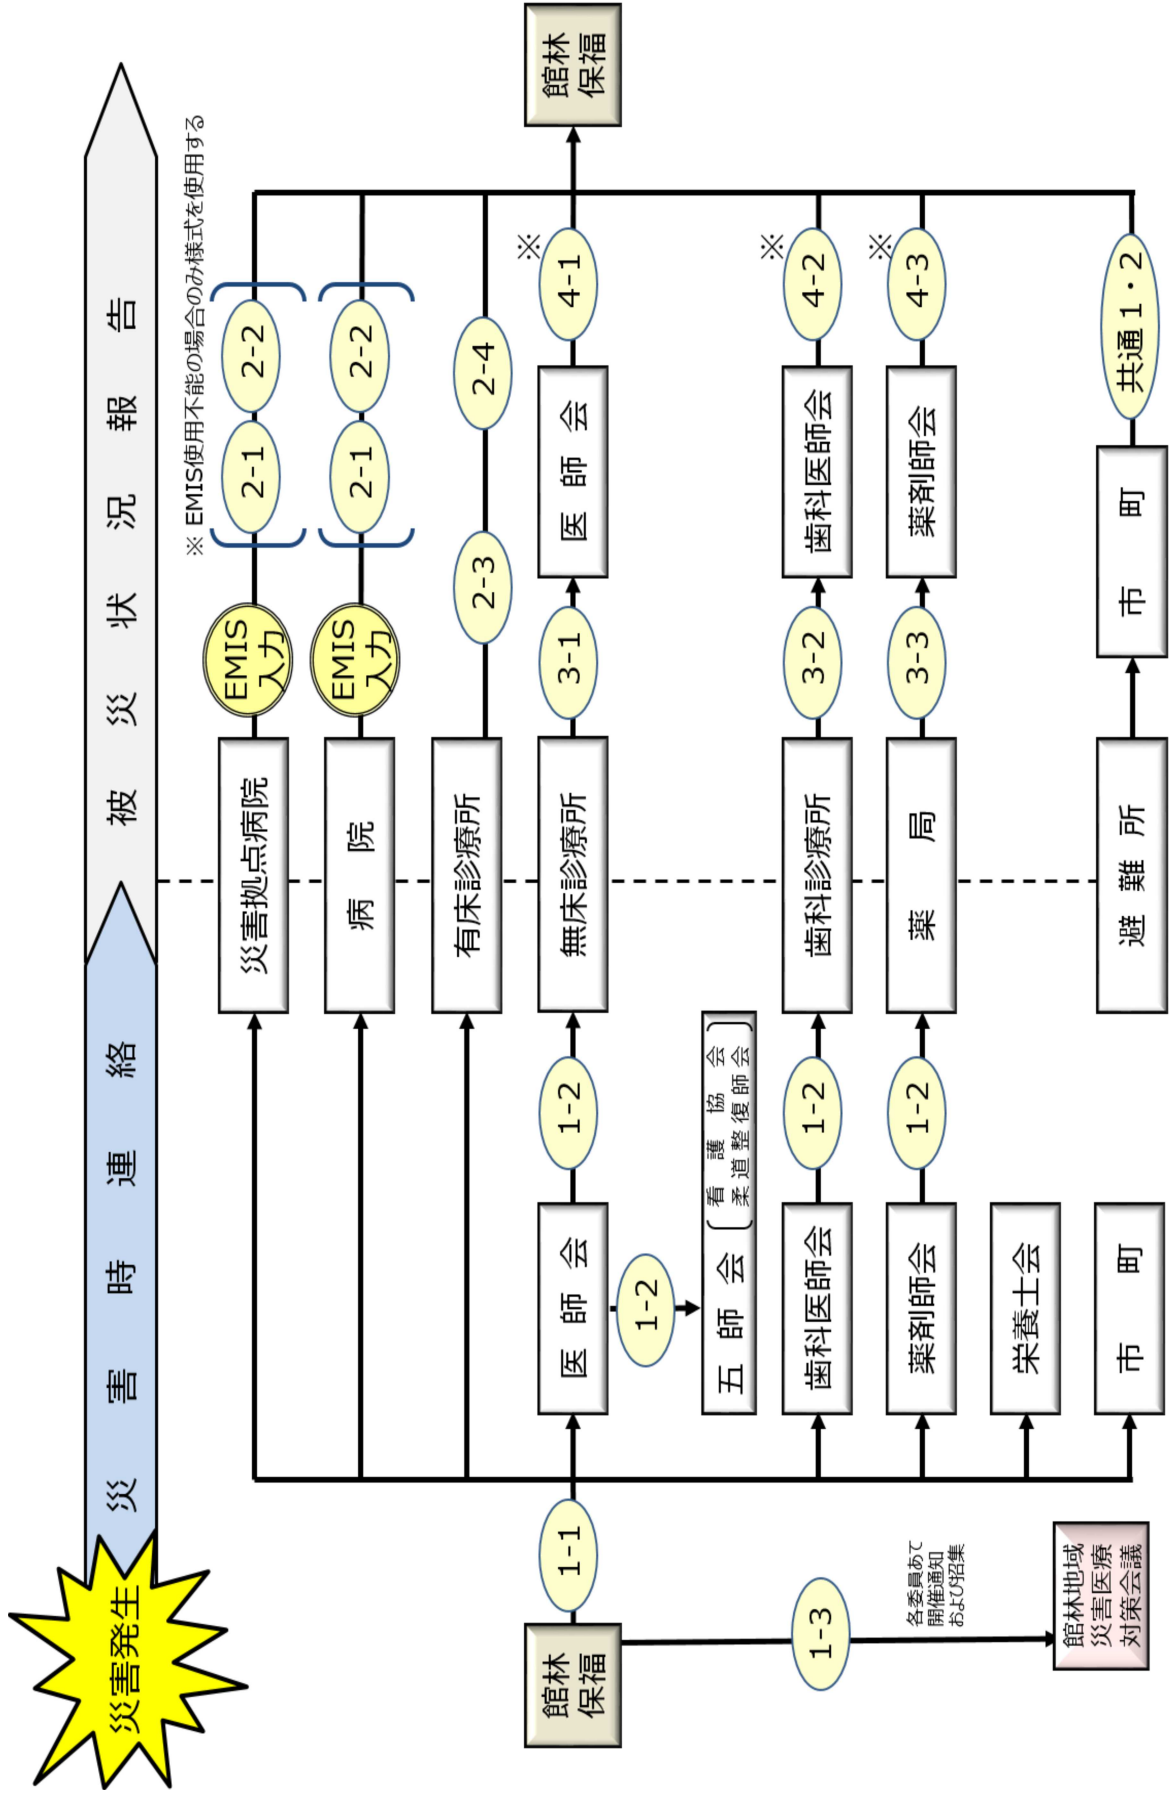 災害発生
災害時連絡
被災状況報告
※ EMIS使用不能の場合のみ様式を使用する
館林
保福
1-1
1-3
各委員あて
開催通知
および招集
館林地域
災害医療
対策会議
災害拠点病院
EMIS
入力
2-1
2-2
病院
EMIS
入力
2-1
2-2
有床診療所
2-3
2-4
医師会
1-2
無床診療所
3-1
医師会
4-1
※
館林
保福
1-2
五師会
看護協会
柔道整復師会
歯科医師会
1-2
歯科診療所
3-2
歯科医師会
4-2
※
薬剤師会
1-2
薬局
3-3
薬剤師会
4-3
※
栄養士会
市町
避難所
市町
共通1・2